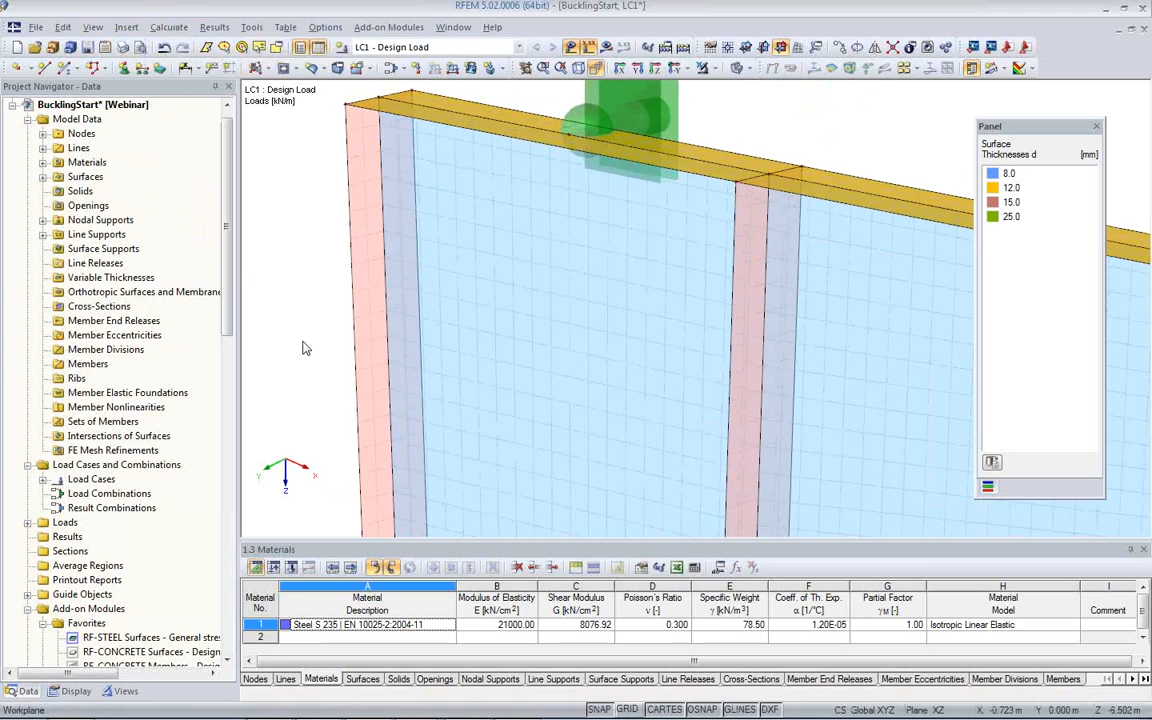 RFEM 5.02.0006 (64bit) - [BucklingStart, LC1*]
File Edit View Insert Calculate Results Tools Table Options Add-on Modules Window Help
LC1 - Design Load
Project Navigator - Data
BucklingStart* [Webinar]
Model Data
Nodes
Lines
Materials
Surfaces
Solids
Openings
Nodal Supports
Line Supports
Surface Supports
Line Releases
Variable Thicknesses
Orthotropic Surfaces and Membrane
Cross-Sections
Member End Releases
Member Eccentricities
Member Divisions
Members
Ribs
Member Elastic Foundations
Member Nonlinearities
Sets of Members
Intersections of Surfaces
FE Mesh Refinements
Load Cases and Combinations
Load Cases
Load Combinations
Result Combinations
Loads
Results
Sections
Average Regions
Printout Reports
Guide Objects
Add-on Modules
Favorites
RF-STEEL Surfaces - General stres
RF-CONCRETE Surfaces - Design
RF-CONCRETE Members - Design
Data Display Views
LC1 : Design Load
Loads [kN/m]
X
Y
Z
Panel
Surface
Thicknesses d [mm]
8.0
12.0
15.0
25.0
1.3 Materials
A B C D E F G H I
Material No. Material Description Modulus of Elasticity E [kN/cm²] Shear Modulus G [kN/cm²] Poisson's Ratio ν [-] Specific Weight γ [kN/m³] Coeff. of Th. Exp. α [1/°C] Partial Factor γM [-] Material Model Comment
1 Steel S 235 | EN 10025-2:2004-11 21000.00 8076.92 0.300 78.50 1.20E-05 1.00 Isotropic Linear Elastic
2
Nodes Lines Materials Surfaces Solids Openings Nodal Supports Line Supports Surface Supports Line Releases Cross-Sections Member End Releases Member Eccentricities Member Divisions Members
Workplane SNAP GRID CARTES OSNAP GLINES DXF CS Global XYZ Plane XZ X: -0.723 m Y: 0.000 m Z: -6.502 m